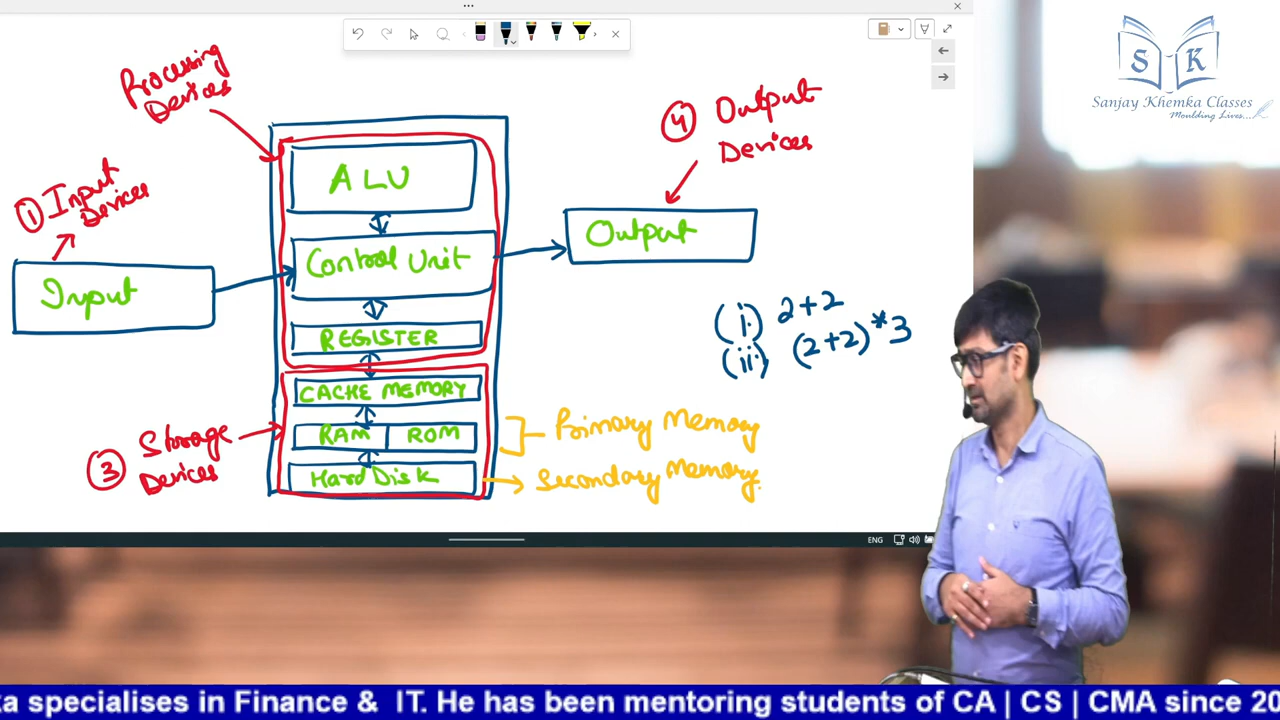 S K
Sanjay Khemka Classes
Moulding Lives...
Processing
Devices
④ Output
Devices
① Input
Devices
ALU
Output
Control Unit
Input
(i) 2+2
REGISTER
(ii) (2+2)*3
CACHE MEMORY
Primary Memory
③ Storage
Devices
RAM ROM
Hard Disk
Secondary Memory.
ENG
ka specialises in Finance & IT. He has been mentoring students of CA | CS | CMA since 20